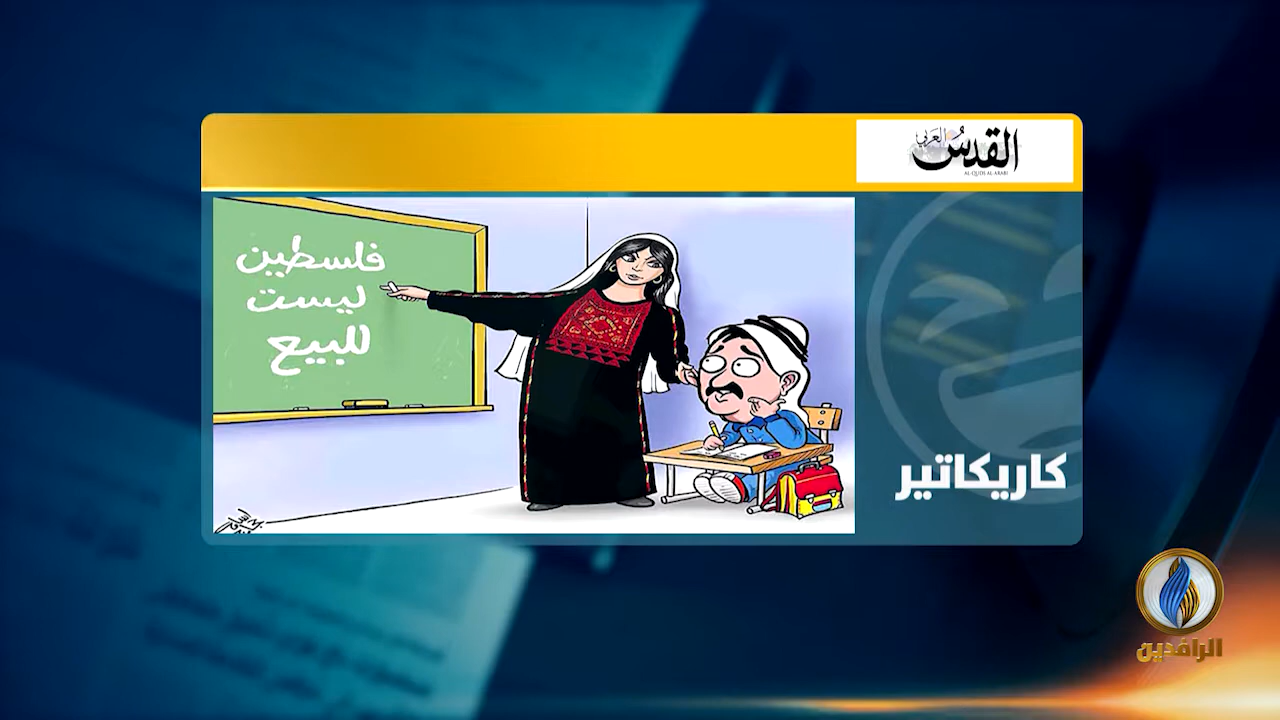 القدس العربي
AL-QUDS AL-ARABI
فلسطين
ليست
للبيع
كاريكاتير
الرافدين